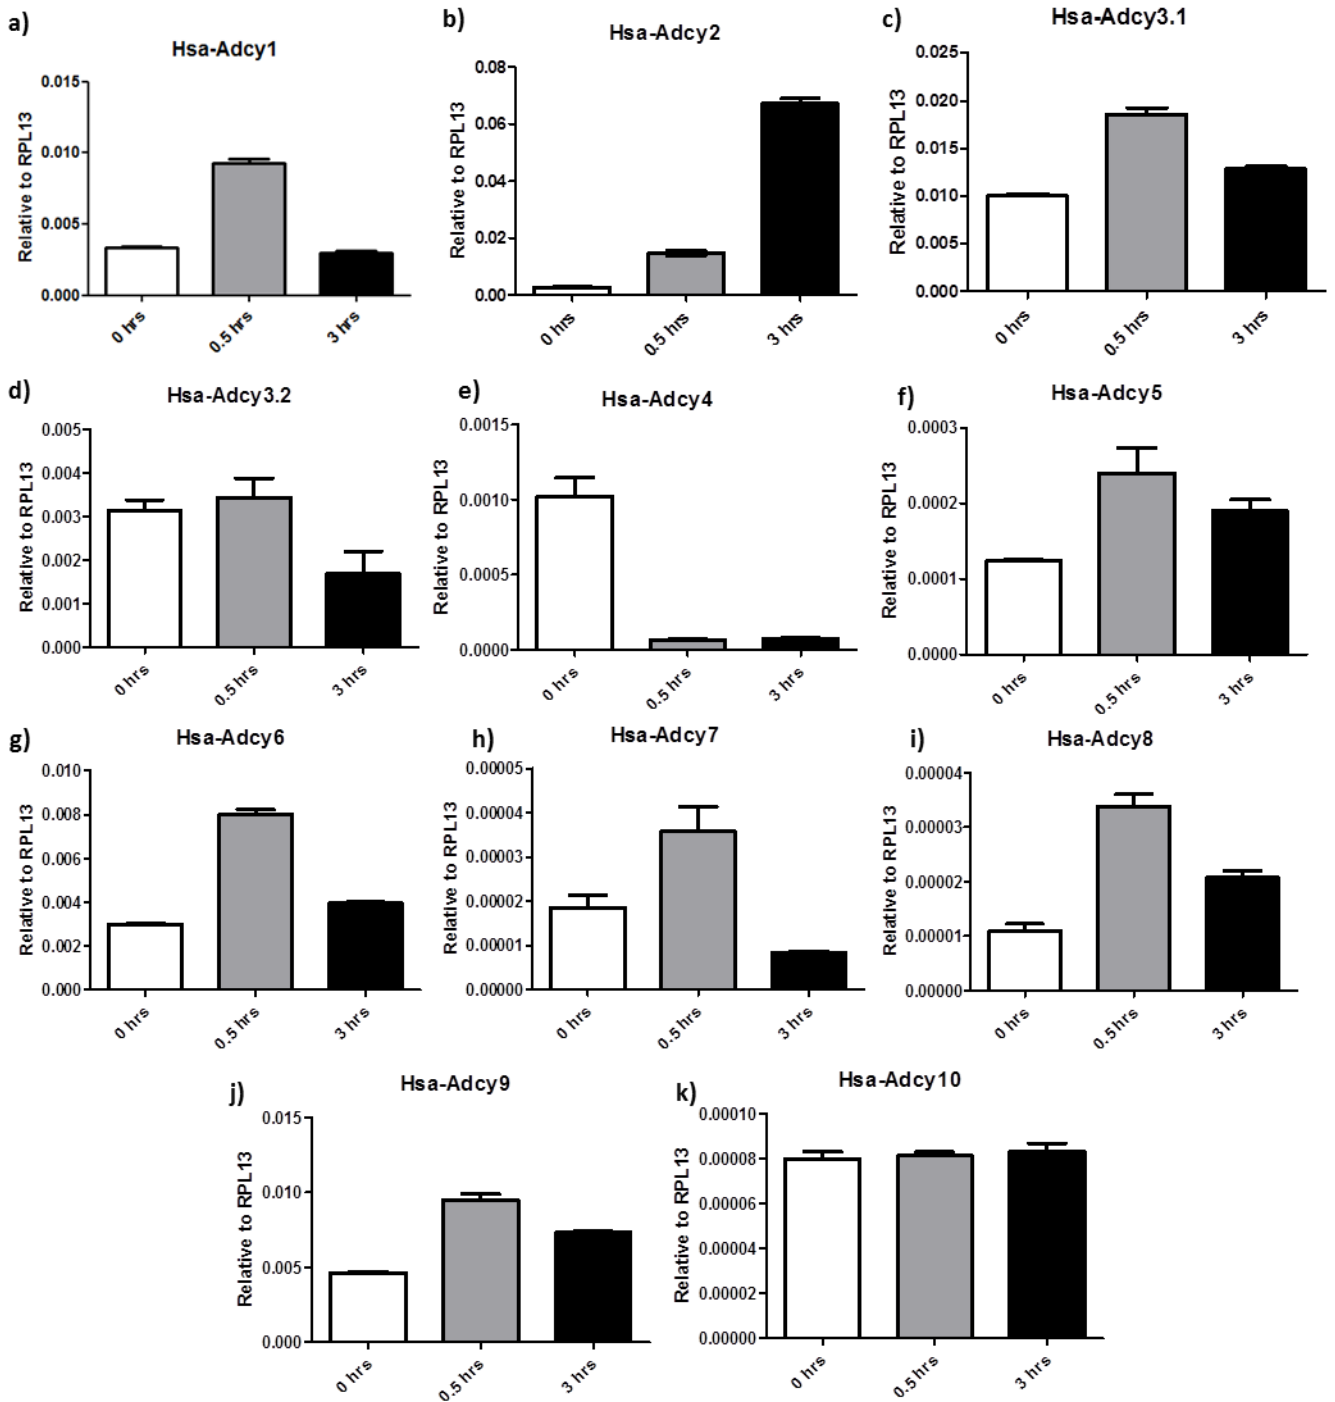 a)
Hsa-Adcy1
Relative to RPL13
0.015
0.010
0.005
0.000
0 hrs
0.5 hrs
3 hrs
b)
Hsa-Adcy2
Relative to RPL13
0.08
0.06
0.04
0.02
0.00
0 hrs
0.5 hrs
3 hrs
c)
Hsa-Adcy3.1
Relative to RPL13
0.025
0.020
0.015
0.010
0.005
0.000
0 hrs
0.5 hrs
3 hrs
d)
Hsa-Adcy3.2
Relative to RPL13
0.005
0.004
0.003
0.002
0.001
0.000
0 hrs
0.5 hrs
3 hrs
e)
Hsa-Adcy4
Relative to RPL13
0.0015
0.0010
0.0005
0.0000
0 hrs
0.5 hrs
3 hrs
f)
Hsa-Adcy5
Relative to RPL13
0.0003
0.0002
0.0001
0.0000
0 hrs
0.5 hrs
3 hrs
g)
Hsa-Adcy6
Relative to RPL13
0.010
0.008
0.006
0.004
0.002
0.000
0 hrs
0.5 hrs
3 hrs
h)
Hsa-Adcy7
Relative to RPL13
0.00005
0.00004
0.00003
0.00002
0.00001
0.00000
0 hrs
0.5 hrs
3 hrs
i)
Hsa-Adcy8
Relative to RPL13
0.00004
0.00003
0.00002
0.00001
0.00000
0 hrs
0.5 hrs
3 hrs
j)
Hsa-Adcy9
Relative to RPL13
0.015
0.010
0.005
0.000
0 hrs
0.5 hrs
3 hrs
k)
Hsa-Adcy10
Relative to RPL13
0.00010
0.00008
0.00006
0.00004
0.00002
0.00000
0 hrs
0.5 hrs
3 hrs